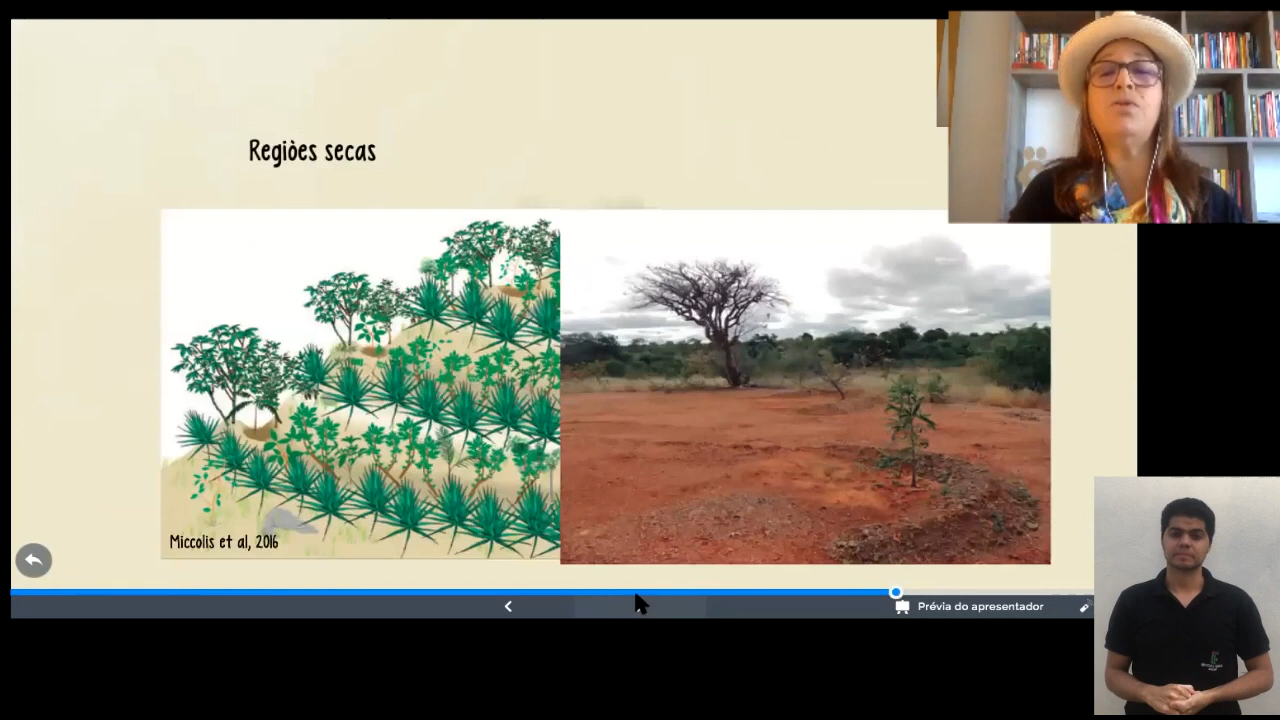 Regiòes secas
Miccolis et al, 2016
Prévia do apresentador